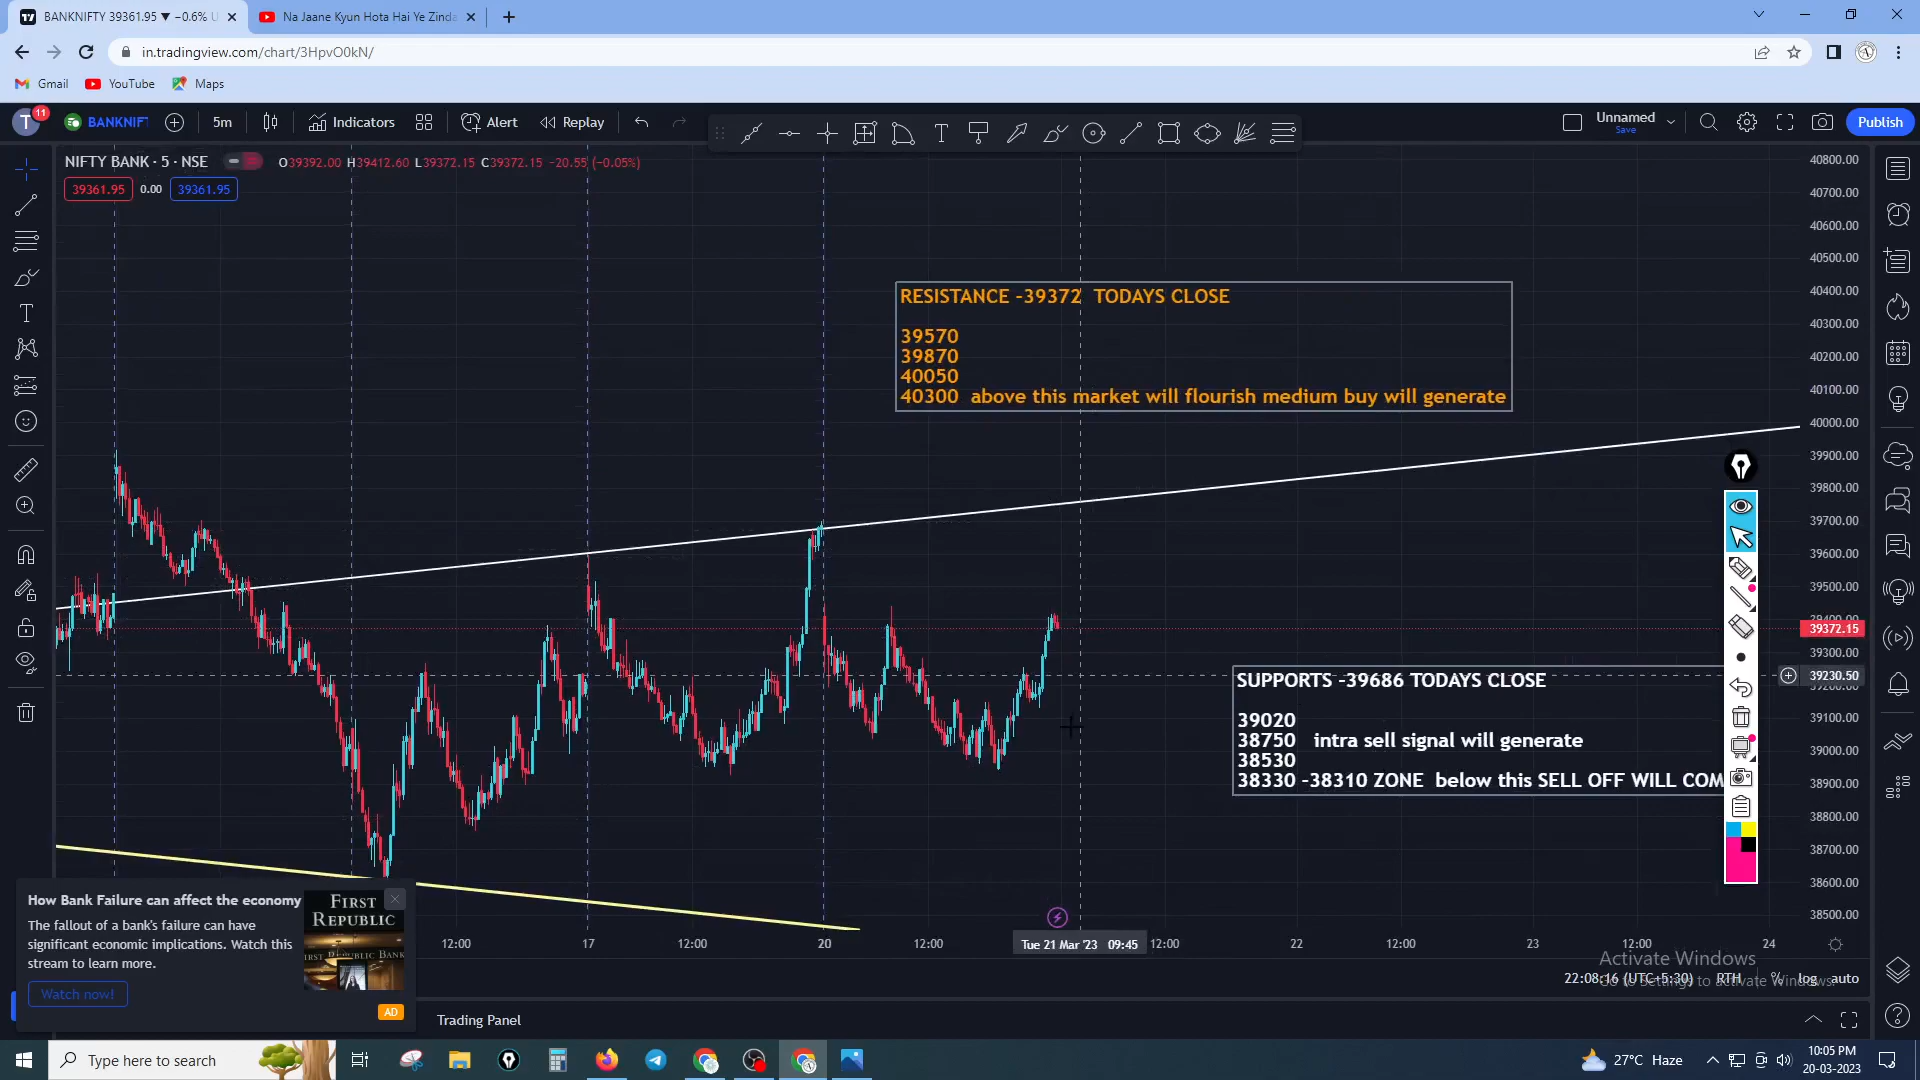 BANKNIFTY 39361.95 ▼ −0.6% U
Na Jaane Kyun Hota Hai Ye Zinda
in.tradingview.com/chart/3HpvO0kN/
Gmail
YouTube
Maps
T
11
BANKNIFT
5m
Indicators
Alert
Replay
Unnamed
Save
Publish
NIFTY BANK · 5 · NSE
O39392.00 H39412.60 L39372.15 C39372.15 −20.55 (−0.05%)
39361.95
0.00
39361.95
RESISTANCE -39372 TODAYS CLOSE
39570
39870
40050
40300 above this market will flourish medium buy will generate
SUPPORTS -39686 TODAYS CLOSE
39020
38750 intra sell signal will generate
38530
38330 -38310 ZONE below this SELL OFF WILL COM
40800.00
40700.00
40600.00
40500.00
40400.00
40300.00
40200.00
40100.00
40000.00
39900.00
39800.00
39700.00
39600.00
39500.00
39400.00
39372.15
39300.00
39230.50
39200.00
39100.00
39000.00
38900.00
38800.00
38700.00
38600.00
38500.00
How Bank Failure can affect the economy
The fallout of a bank's failure can have
significant economic implications. Watch this
stream to learn more.
Watch now!
AD
FIRST
REPUBLIC
FIRST REPUBLIC BANK
12:00
17
12:00
20
12:00
Tue 21 Mar '23 09:45
12:00
22
12:00
23
12:00
24
Activate Windows
Go to Settings to activate Windows.
22:08:16 (UTC+5:30)
RTH
%
log
auto
Trading Panel
Type here to search
27°C Haze
10:05 PM
20-03-2023